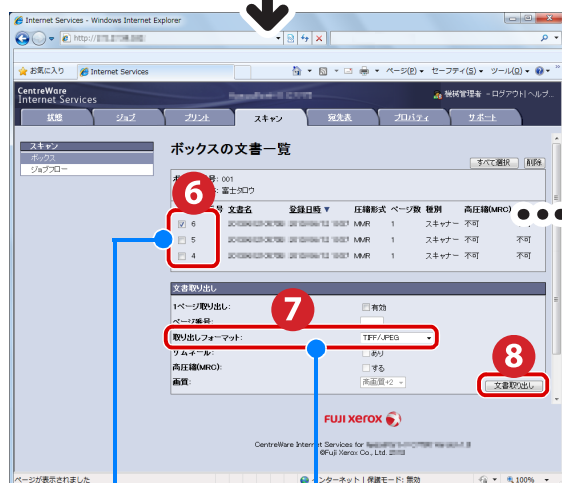 Internet Services - Windows Internet Explorer
http://
お気に入り Internet Services ページ(P) セーフティ(S) ツール(O)
CentreWare
Internet Services
機械管理者 - ログアウト| ヘルプ...
状態 ジョブ プリント スキャン 宛先表 プロパティ サポート
スキャン
ボックス
ジョブフロー
ボックスの文書一覧
すべて選択 削除
号: 001
: 富士タロウ
号 文書名 登録日時 圧縮形式 ページ数 種別 高圧縮(MRC)
6 MMR 1 スキャナー 不可
5 MMR 1 スキャナー 不可 不可
4 MMR 1 スキャナー 不可 不可
6
文書取り出し
1ページ取り出し: 有効
ページ番号:
7
取り出しフォーマット: TIFF/JPEG
サムネール: あり
高圧縮(MRC): する
画質: 高画質+2
8
文書取り出し
FUJI XEROX
CentreWare Internet Services for
©Fuji Xerox Co., Ltd.
ページが表示されました インターネット | 保護モード: 無効 100%